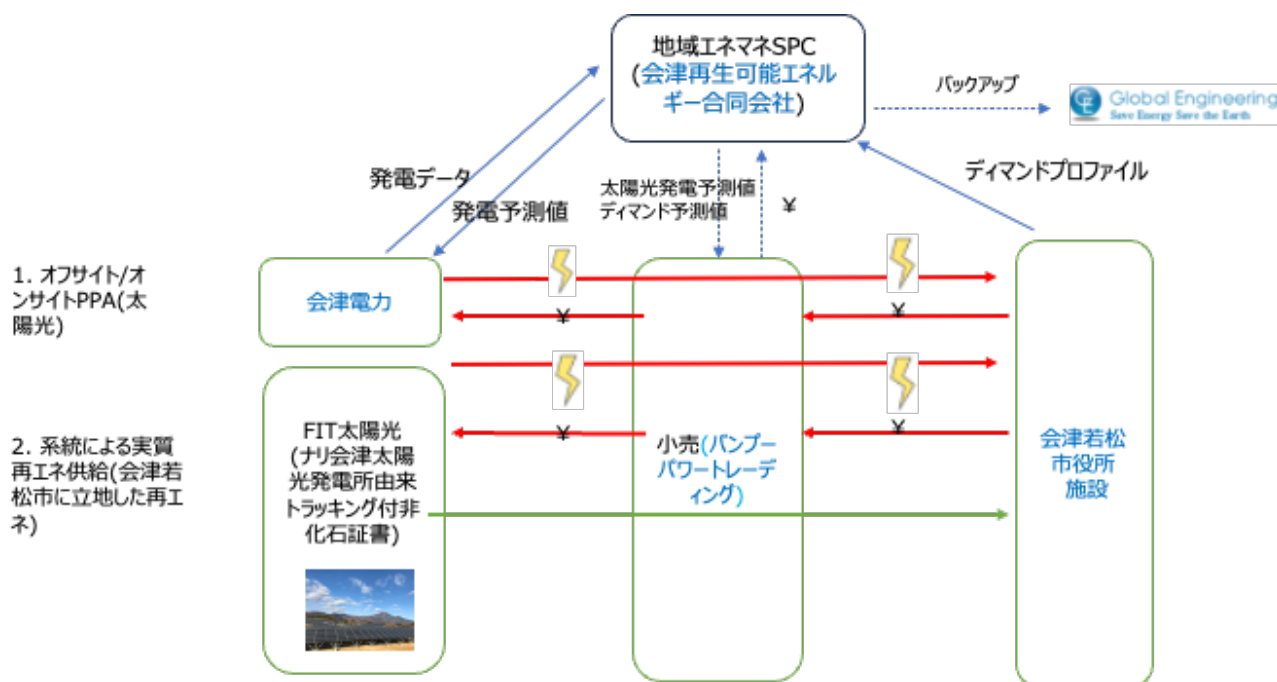 地域エネマネSPC
(会津再生可能エネル
ギー合同会社)
バックアップ
Global Engineering
Save Energy Save the Earth
発電データ
発電予測値
太陽光発電予測値
ディマンド予測値
¥
ディマンドプロファイル
1. オフサイト/オ
ンサイトPPA(太
陽光)
会津電力
¥
¥
2. 系統による実質
再エネ供給(会津若
松市に立地した再エ
ネ)
FIT太陽光
(ナリ会津太陽
光発電所由来
トラッキング付非
化石証書)
¥
¥
小売(バンプー
パワートレーデ
ィング)
会津若松
市役所
施設